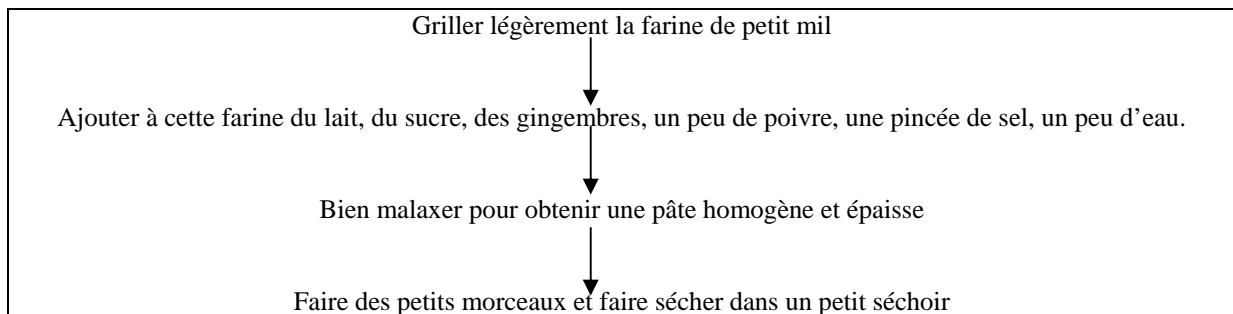 Griller légèrement la farine de petit mil
Ajouter à cette farine du lait, du sucre, des gingembres, un peu de poivre, une pincée de sel, un peu d’eau.
Bien malaxer pour obtenir une pâte homogène et épaisse
Faire des petits morceaux et faire sécher dans un petit séchoir